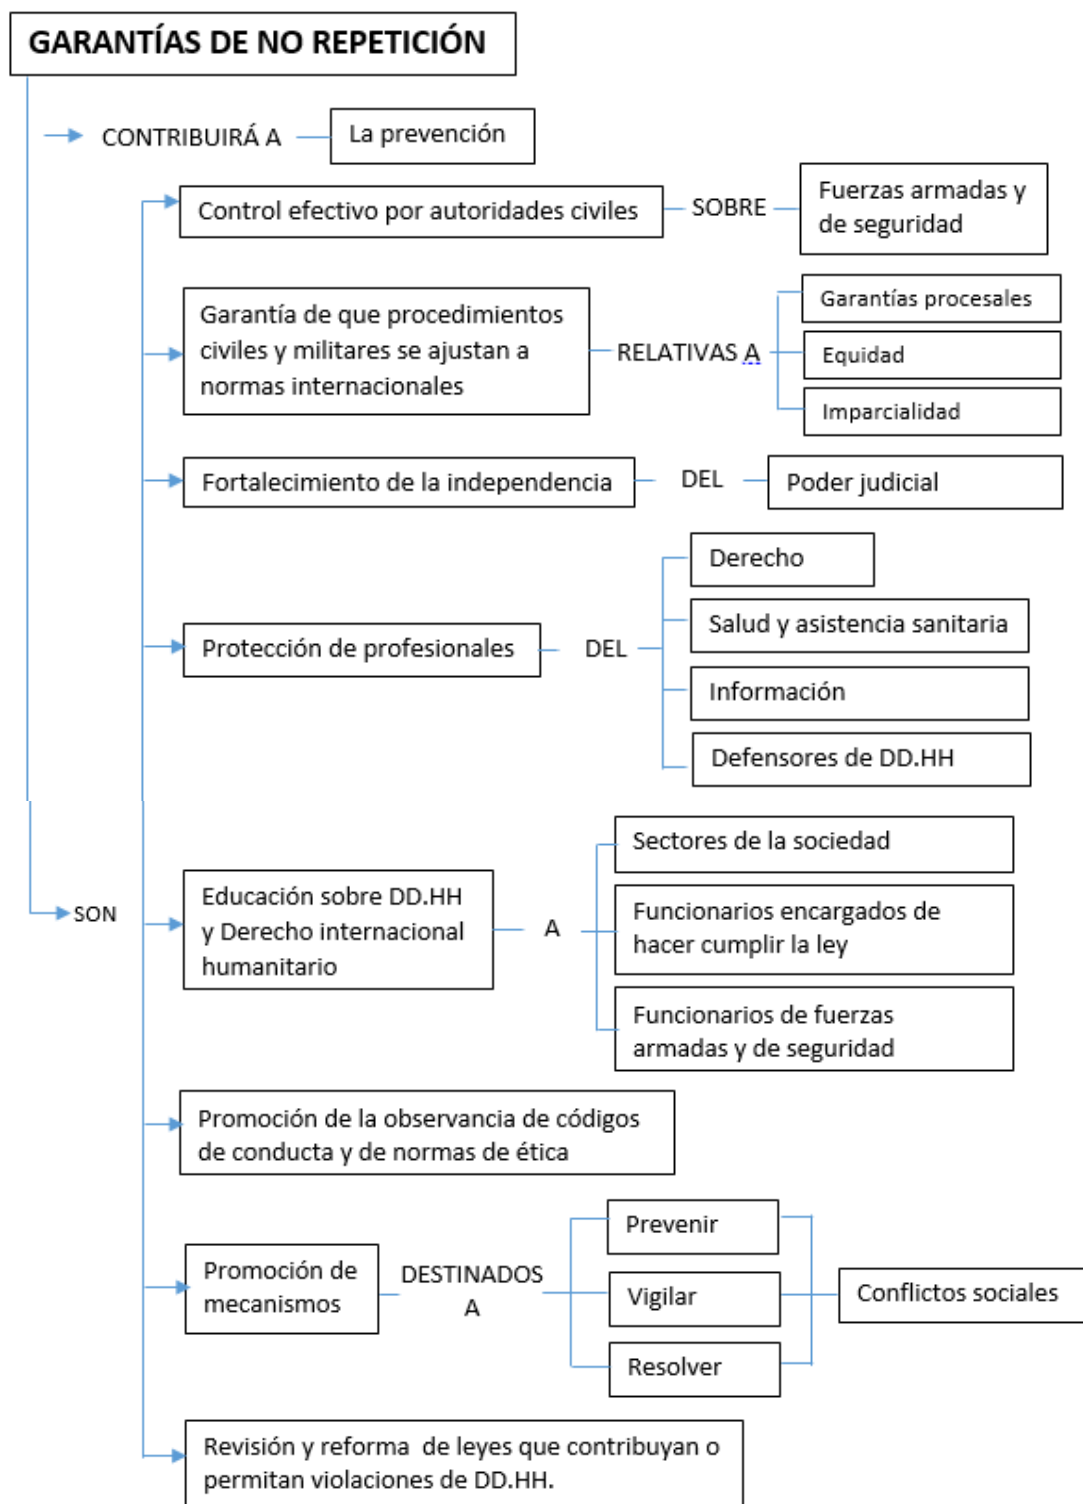 GARANTÍAS DE NO REPETICIÓN
CONTRIBUIRÁ A
La prevención
Control efectivo por autoridades civiles
SOBRE
Fuerzas armadas y
de seguridad
Garantía de que procedimientos
civiles y militares se ajustan a
normas internacionales
RELATIVAS A
Garantías procesales
Equidad
Imparcialidad
Fortalecimiento de la independencia
DEL
Poder judicial
Protección de profesionales
DEL
Derecho
Salud y asistencia sanitaria
Información
Defensores de DD.HH
SON
Educación sobre DD.HH
y Derecho internacional
humanitario
A
Sectores de la sociedad
Funcionarios encargados de
hacer cumplir la ley
Funcionarios de fuerzas
armadas y de seguridad
Promoción de la observancia de códigos
de conducta y de normas de ética
Promoción de
mecanismos
DESTINADOS
A
Prevenir
Vigilar
Resolver
Conflictos sociales
Revisión y reforma de leyes que contribuyan o
permitan violaciones de DD.HH.